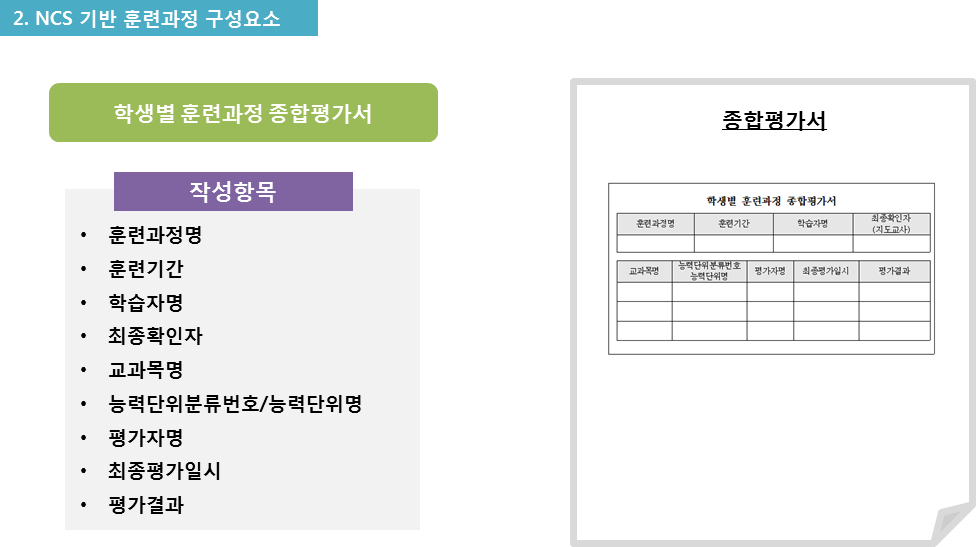 2. NCS 기반 훈련과정 구성요소
학생별 훈련과정 종합평가서
작성항목
• 훈련과정명
• 훈련기간
• 학습자명
• 최종확인자
• 교과목명
• 능력단위분류번호/능력단위명
• 평가자명
• 최종평가일시
• 평가결과
종합평가서
학생별 훈련과정 종합평가서
훈련과정명 훈련기간 학습자명 최종확인자
(지도교사)
교과목명 능력단위분류번호 평가자명 최종평가일시 평가결과
능력단위명